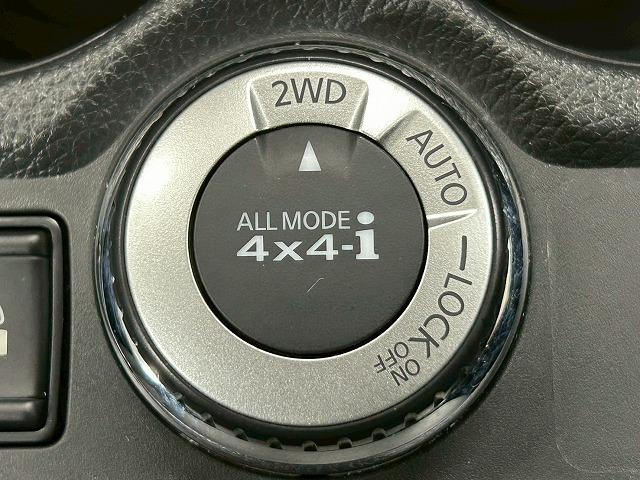 2WD
AUTO
LOCK
ON
OFF
ALL MODE
4x4-i